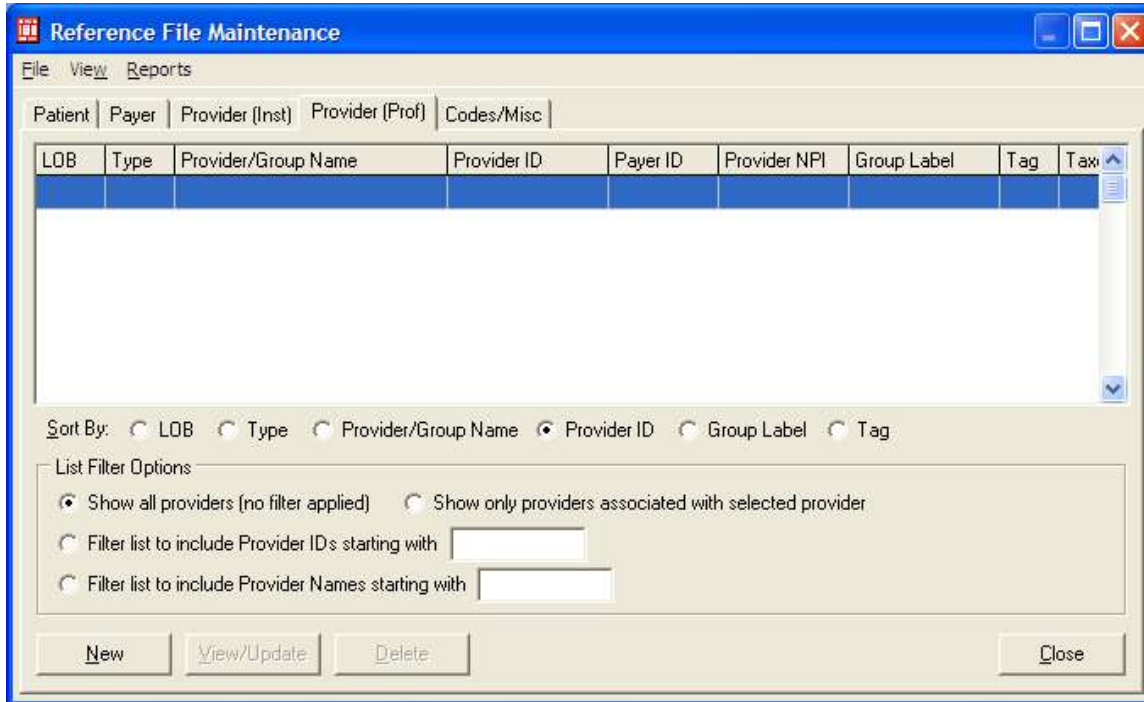 Reference File Maintenance
File View Reports
Patient Payer Provider (Inst) Provider (Prof) Codes/Misc
LOB Type Provider/Group Name Provider ID Payer ID Provider NPI Group Label Tag Tax
Sort By: LOB Type Provider/Group Name Provider ID Group Label Tag
List Filter Options
Show all providers (no filter applied) Show only providers associated with selected provider
Filter list to include Provider IDs starting with
Filter list to include Provider Names starting with
New View/Update Delete Close